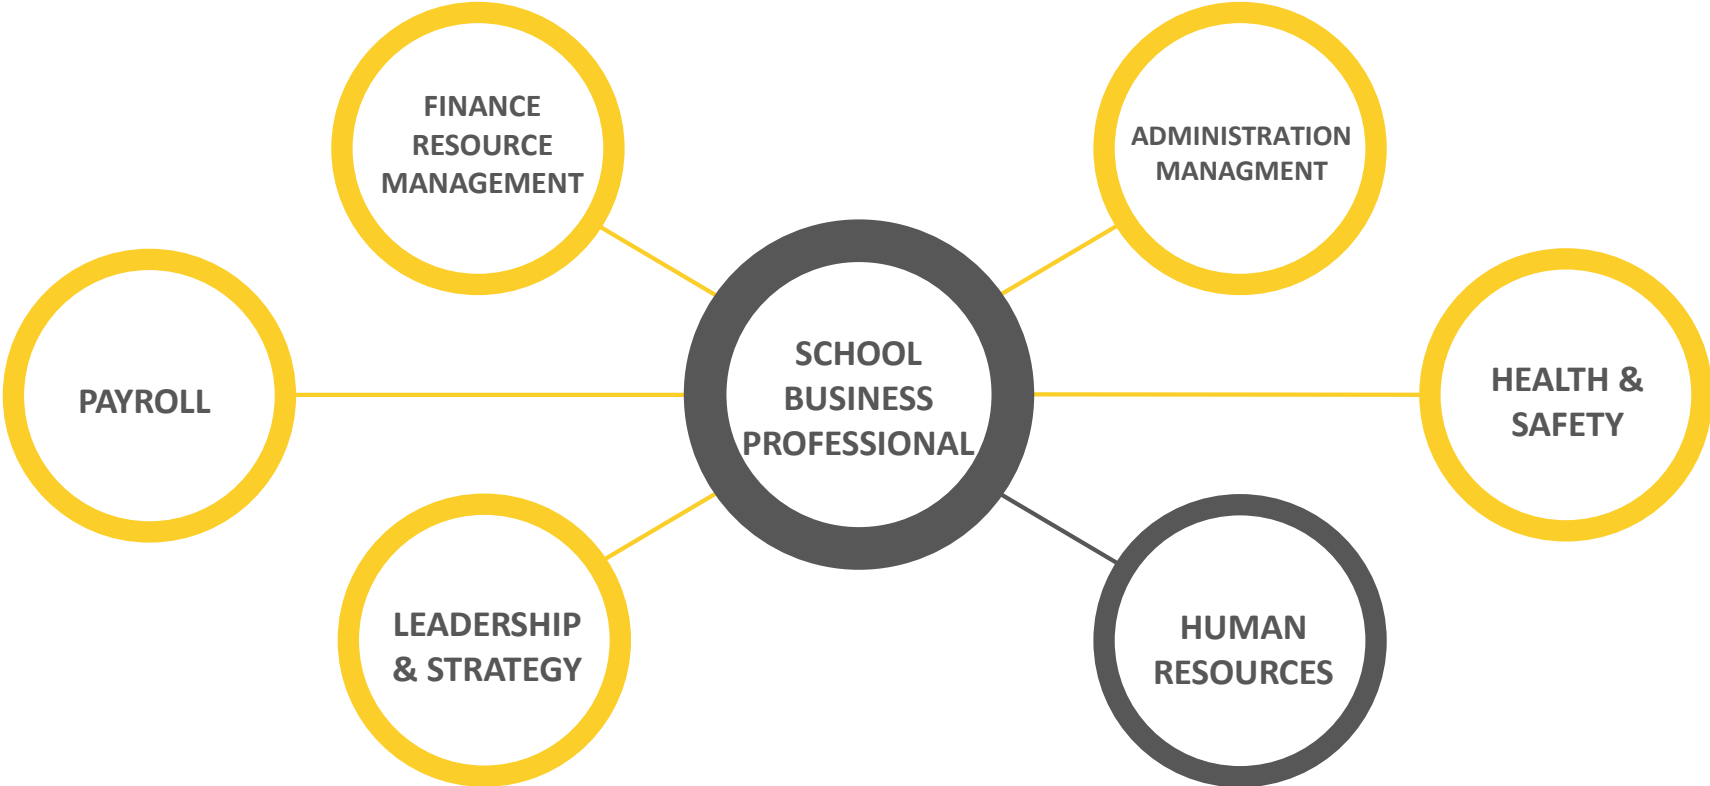 FINANCE
RESOURCE
MANAGEMENT
ADMINISTRATION
MANAGMENT
PAYROLL
SCHOOL
BUSINESS
PROFESSIONAL
HEALTH &
SAFETY
LEADERSHIP
& STRATEGY
HUMAN
RESOURCES